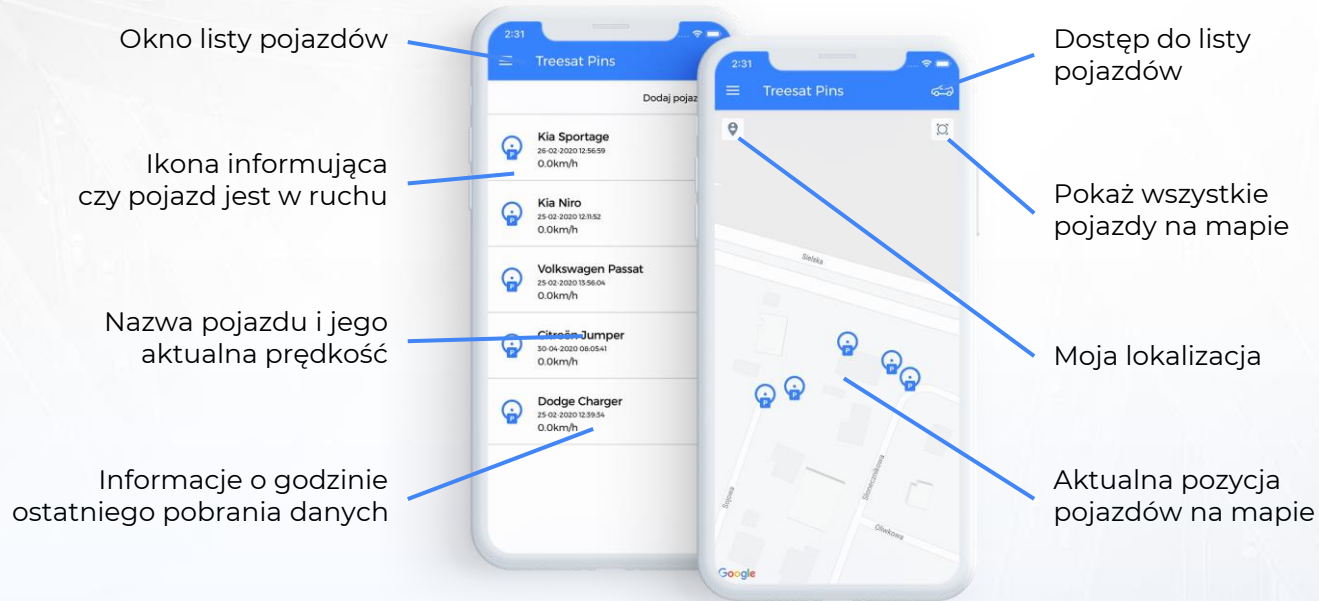 Okno listy pojazdów
Ikona informująca
czy pojazd jest w ruchu
Nazwa pojazdu i jego
aktualna prędkość
Informacje o godzinie
ostatniego pobrania danych
2:31
Treesat Pins
Dodaj pojaz
Kia Sportage
26-02-2020 12:56:59
0.0km/h
Kia Niro
25-02-2020 12:11:52
0.0km/h
Volkswagen Passat
25-02-2020 13:56:04
0.0km/h
Citroën Jumper
30-04-2020 08:05:41
0.0km/h
Dodge Charger
25-02-2020 12:39:34
0.0km/h
P
P
P
P
P
2:31
Treesat Pins
Sielska
Słonecznikowa
Sojowa
Oliwkowa
P
P
P
P
P
Google
Dostęp do listy
pojazdów
Pokaż wszystkie
pojazdy na mapie
Moja lokalizacja
Aktualna pozycja
pojazdów na mapie